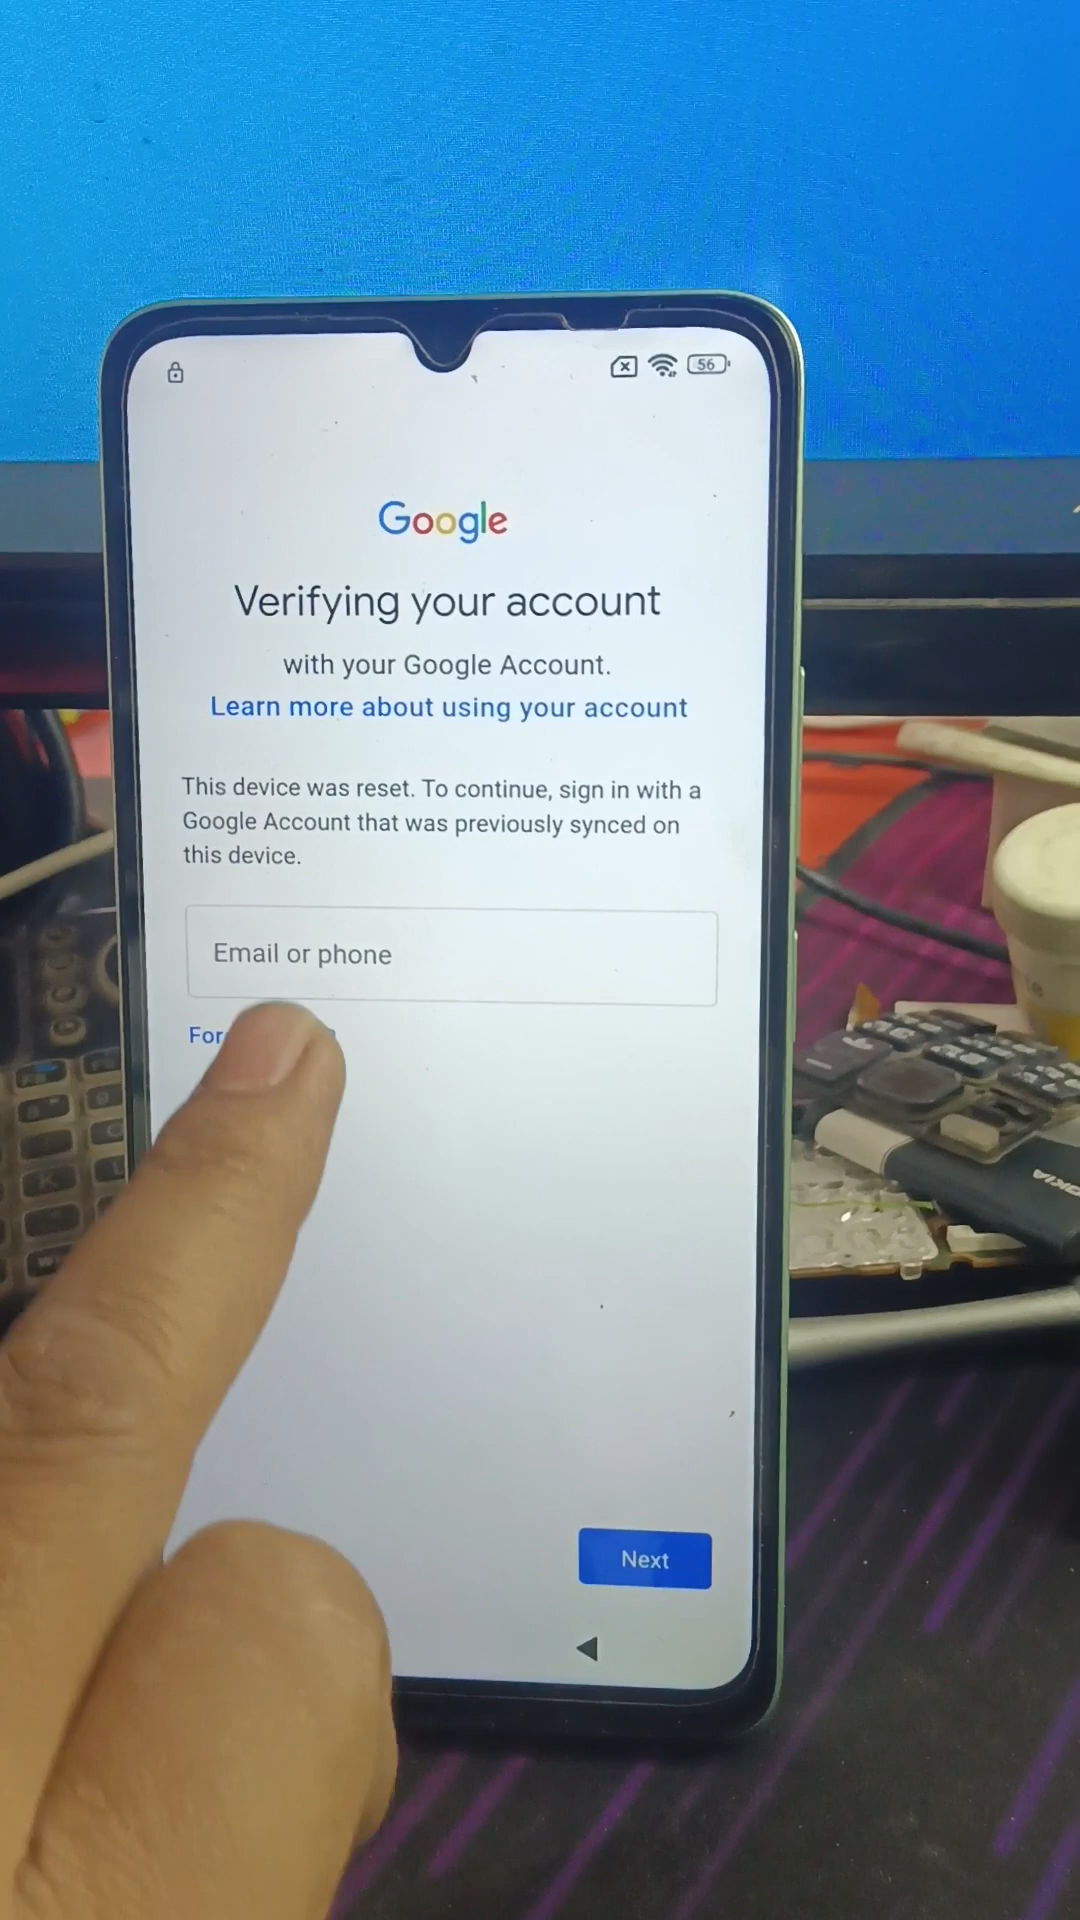 56
Google
Verifying your account
with your Google Account.
Learn more about using your account
This device was reset. To continue, sign in with a
Google Account that was previously synced on
this device.
Email or phone
Next